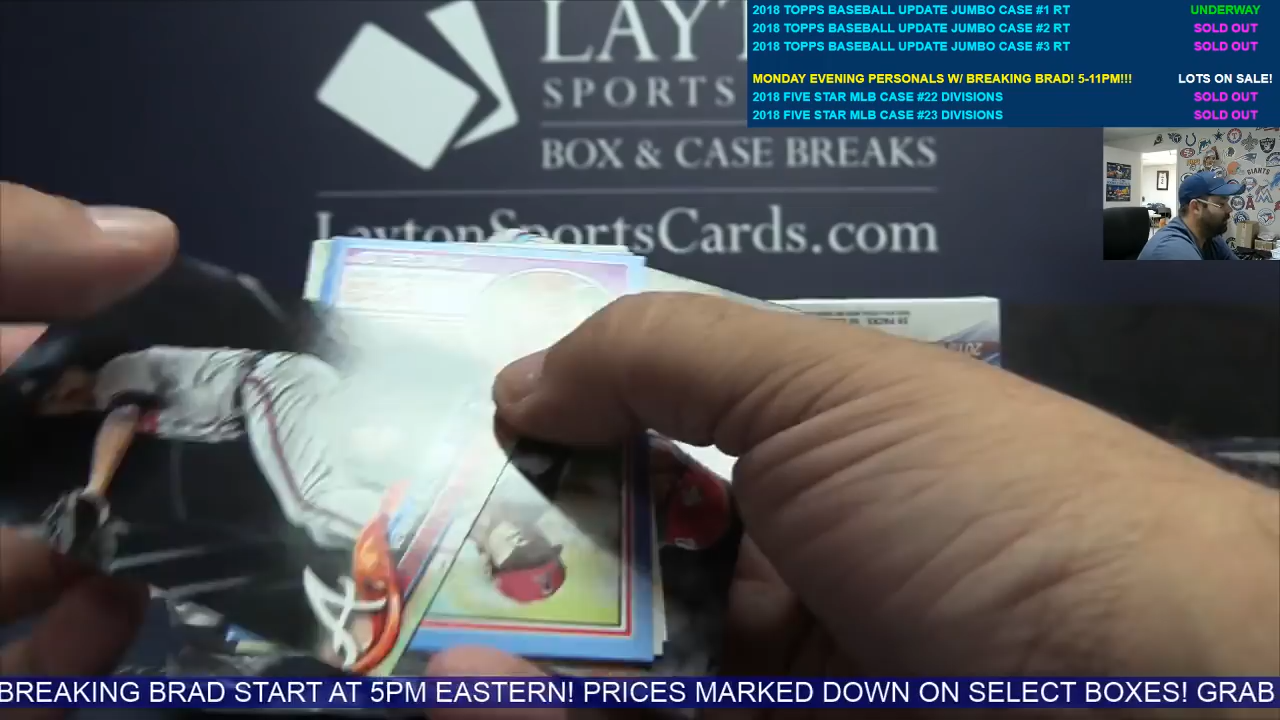 LAYT
SPORTS
BOX & CASE BREAKS
LaytonSportsCards.com
2018 TOPPS BASEBALL UPDATE JUMBO CASE #1 RT UNDERWAY
2018 TOPPS BASEBALL UPDATE JUMBO CASE #2 RT SOLD OUT
2018 TOPPS BASEBALL UPDATE JUMBO CASE #3 RT SOLD OUT
MONDAY EVENING PERSONALS W/ BREAKING BRAD! 5-11PM!!! LOTS ON SALE!
2018 FIVE STAR MLB CASE #22 DIVISIONS SOLD OUT
2018 FIVE STAR MLB CASE #23 DIVISIONS SOLD OUT
BREAKING BRAD START AT 5PM EASTERN! PRICES MARKED DOWN ON SELECT BOXES! GRAB